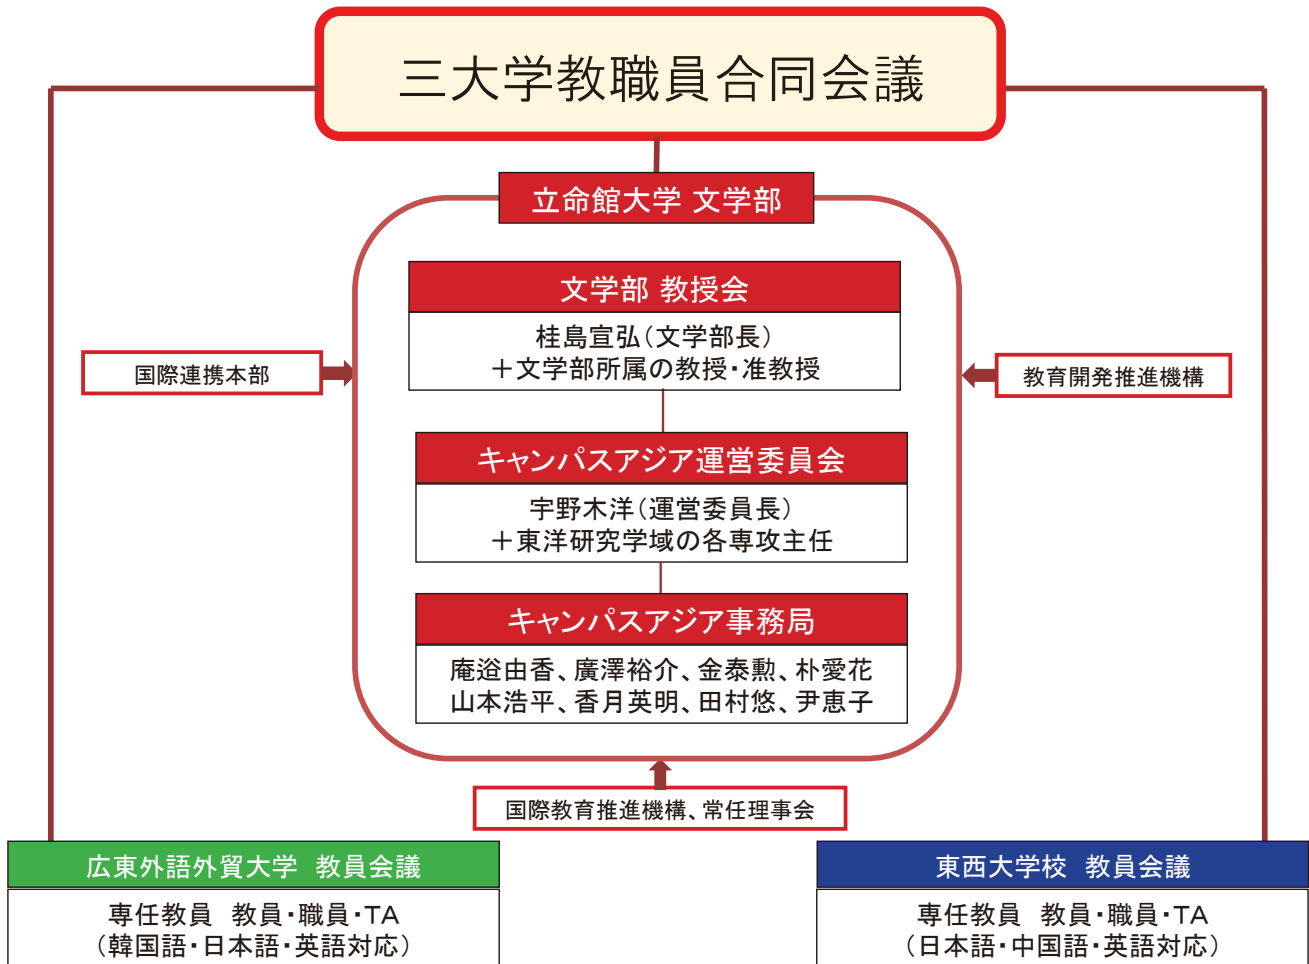 三大学教職員合同会議
立命館大学 文学部
文学部 教授会
桂島宣弘(文学部長)
＋文学部所属の教授・准教授
国際連携本部
教育開発推進機構
キャンパスアジア運営委員会
宇野木洋(運営委員長)
＋東洋研究学域の各専攻主任
キャンパスアジア事務局
庵逧由香、廣澤裕介、金泰勲、朴愛花
山本浩平、香月英明、田村悠、尹恵子
国際教育推進機構、常任理事会
広東外語外貿大学　教員会議
専任教員　教員・職員・TA
(韓国語・日本語・英語対応)
東西大学校　教員会議
専任教員　教員・職員・TA
(日本語・中国語・英語対応)